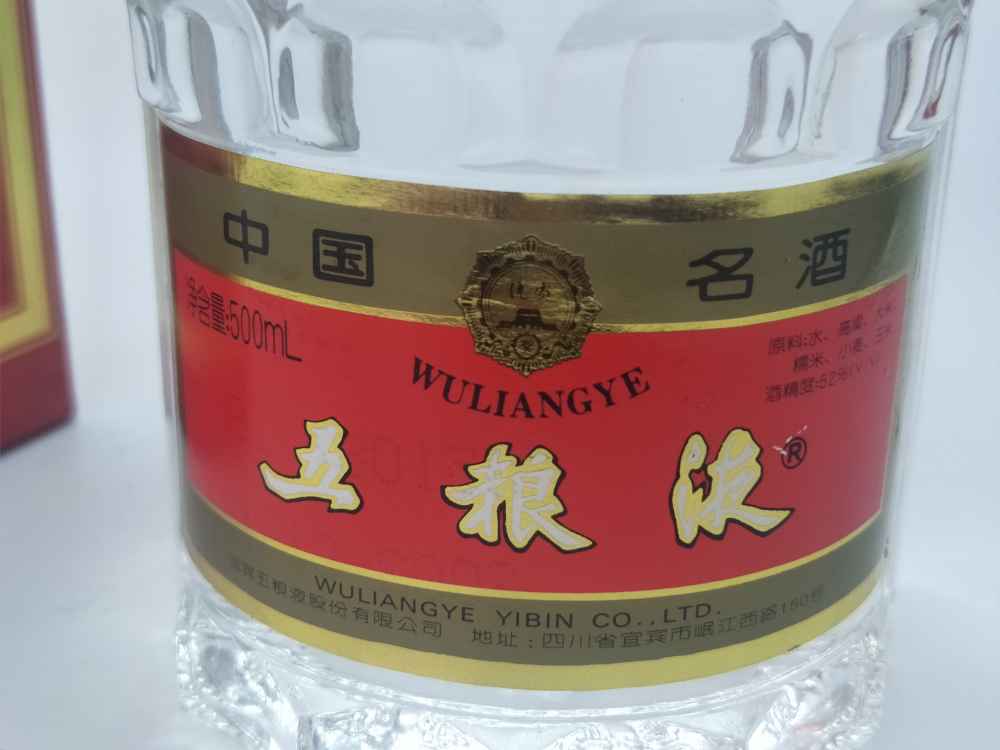 中国 名酒
净含量:500mL
原料:水、高粱、大米、
糯米、小麦、玉米
酒精度:52%(V/V)
WULIANGYE
五粮液®
WULIANGYE YIBIN CO.,LTD.
宜宾五粮液股份有限公司 地址:四川省宜宾市岷江西路150号